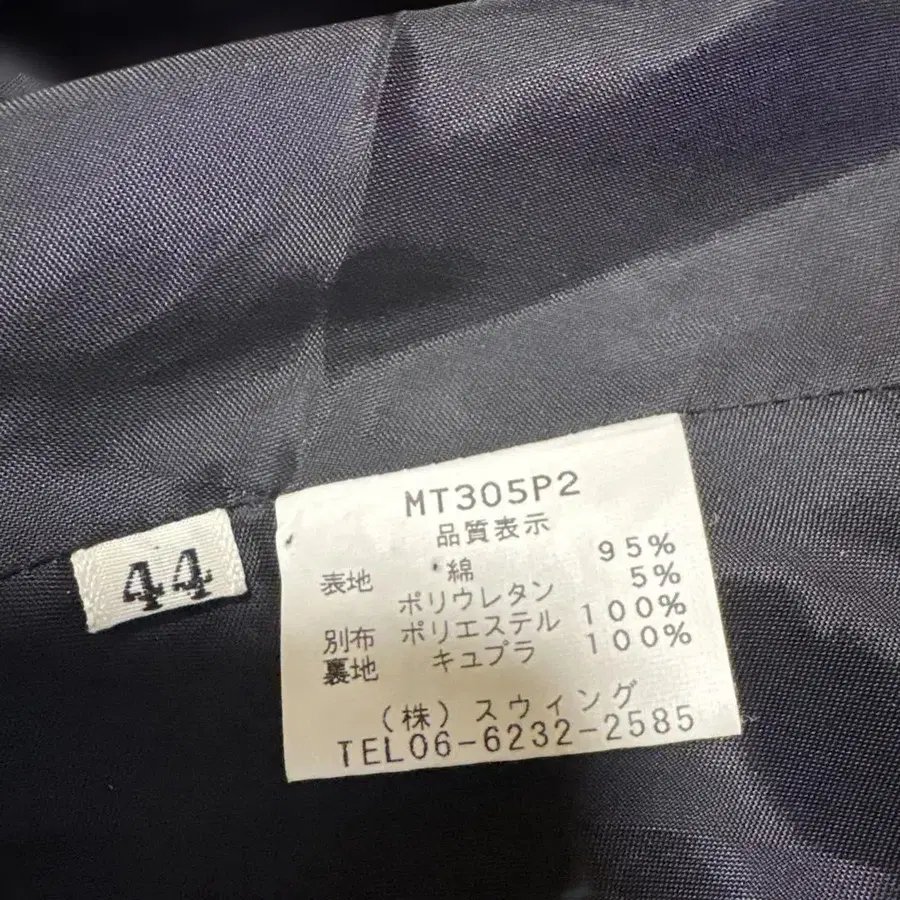 MT305P2
品質表示
表地 綿 95%
ポリウレタン 5%
別布 ポリエステル 100%
裏地 キュプラ 100%
(株)スウィング
TEL06-6232-2585
44